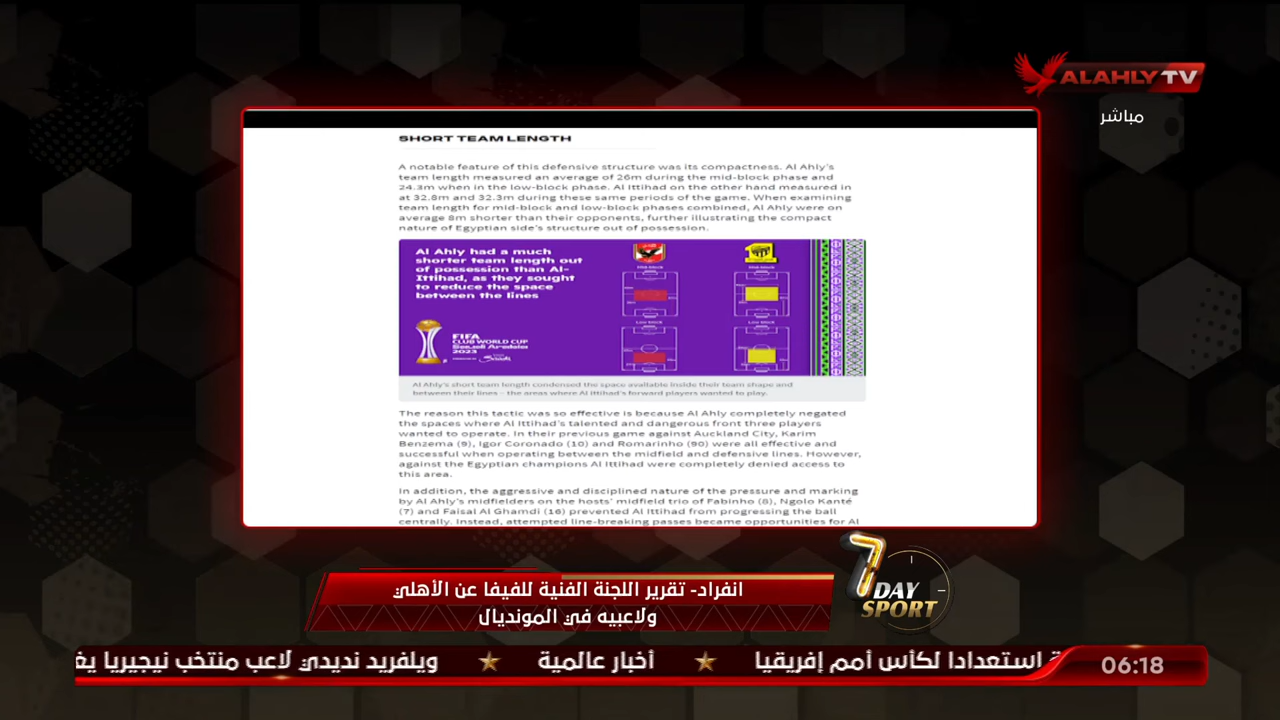 ALAHLY TV
مباشر
SHORT TEAM LENGTH
A notable feature of this defensive structure was its compactness. Al Ahly's
team length measured an average of 26m during the mid-block phase and
24.3m when in the low-block phase. Al Ittihad on the other hand measured in
at 32.8m and 32.3m during these same periods of the game. When examining
team length for mid-block and low-block phases combined, Al Ahly were on
average 8m shorter than their opponents, further illustrating the compact
nature of Egyptian side's structure out of possession.
Al Ahly had a much
shorter team length out
of possession than Al-
Ittihad, as they sought
to reduce the space
between the lines
Mid-block
Mid-block
Low-block
Low-block
FIFA
CLUB WORLD CUP
Saudi Arabia
2023
Saudi
Al Ahly's short team length condensed the space available inside their team shape and
between their lines – the areas where Al Ittihad's forward players wanted to play.
The reason this tactic was so effective is because Al Ahly completely negated
the spaces where Al Ittihad's talented and dangerous front three players
wanted to operate. In their previous game against Auckland City, Karim
Benzema (9), Igor Coronado (10) and Romarinho (90) were all effective and
successful when operating between the midfield and defensive lines. However,
against the Egyptian champions Al Ittihad were completely denied access to
this area.
In addition, the aggressive and disciplined nature of the pressure and marking
by Al Ahly's midfielders on the hosts' midfield trio of Fabinho (8), Ngolo Kanté
(7) and Faisal Al Ghamdi (16) prevented Al Ittihad from progressing the ball
centrally. Instead, attempted line-breaking passes became opportunities for Al
7 DAY
SPORT
انفراد- تقرير اللجنة الفنية للفيفا عن الأهلي
ولاعبيه في المونديال
ة استعدادا لكأس أمم إفريقيا ★ أخبار عالمية ★ ويلفريد نديدي لاعب منتخب نيجيريا يغ
06:18